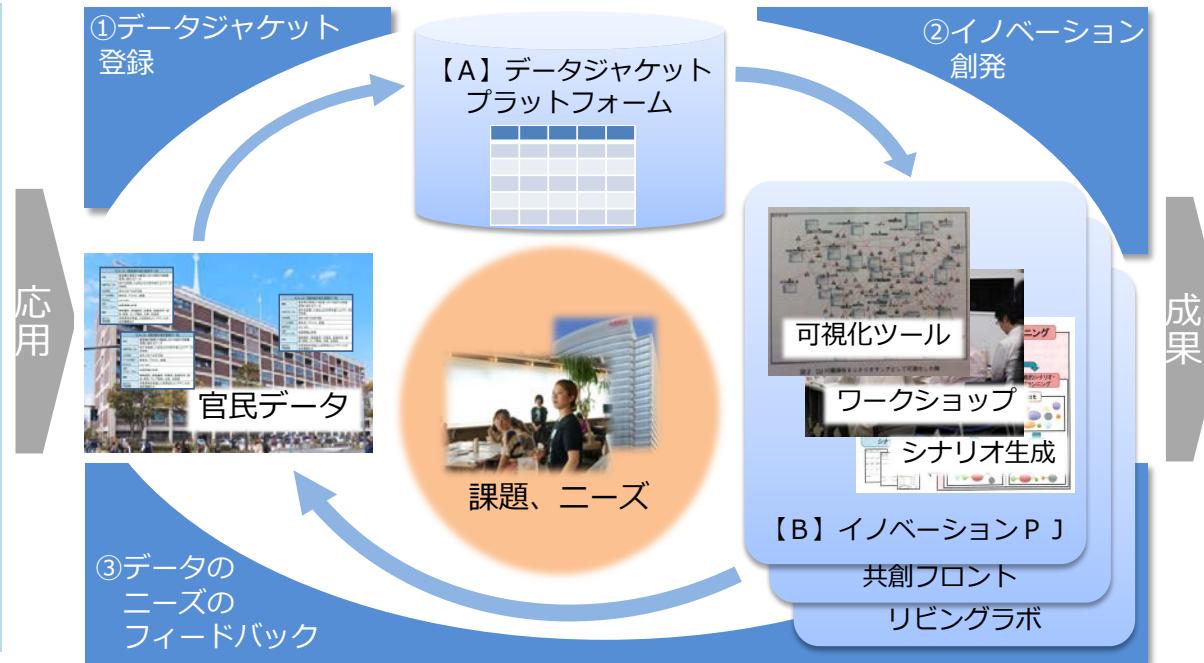 ①データジャケット
登録
【A】データジャケット
プラットフォーム
②イノベーション
創発
応用
成果
官民データ
課題、ニーズ
可視化ツール
ワークショップ
シナリオ生成
【B】イノベーションPJ
共創フロント
リビングラボ
③データの
ニーズの
フィードバック